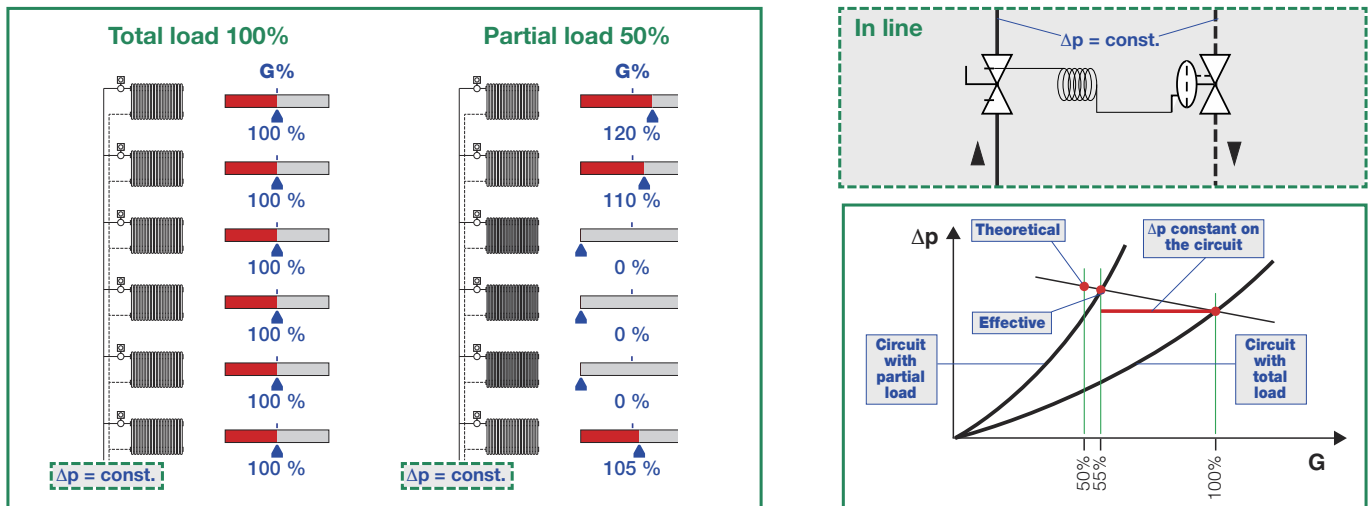 Total load 100%
G%
100 %
100 %
100 %
100 %
100 %
100 %
Δp = const.
Partial load 50%
G%
120 %
110 %
0 %
0 %
0 %
105 %
Δp = const.
In line
Δp = const.
Δp
Theoretical
Δp constant on
the circuit
Effective
Circuit
with
partial
load
Circuit
with
total
load
50%
55%
100%
G